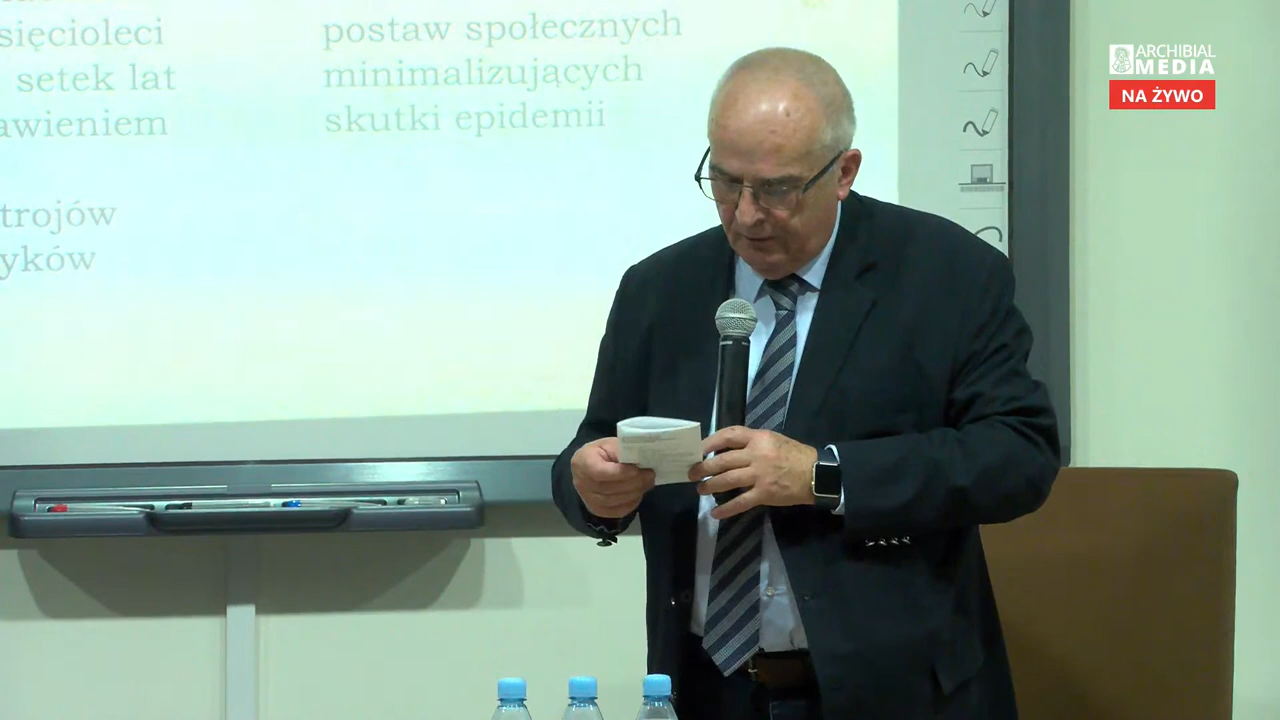 sięcioleci
setek lat
awieniem
trojów
yków
postaw społecznych
minimalizujących
skutki epidemii
ARCHIBIAL
MEDIA
NA ŻYWO